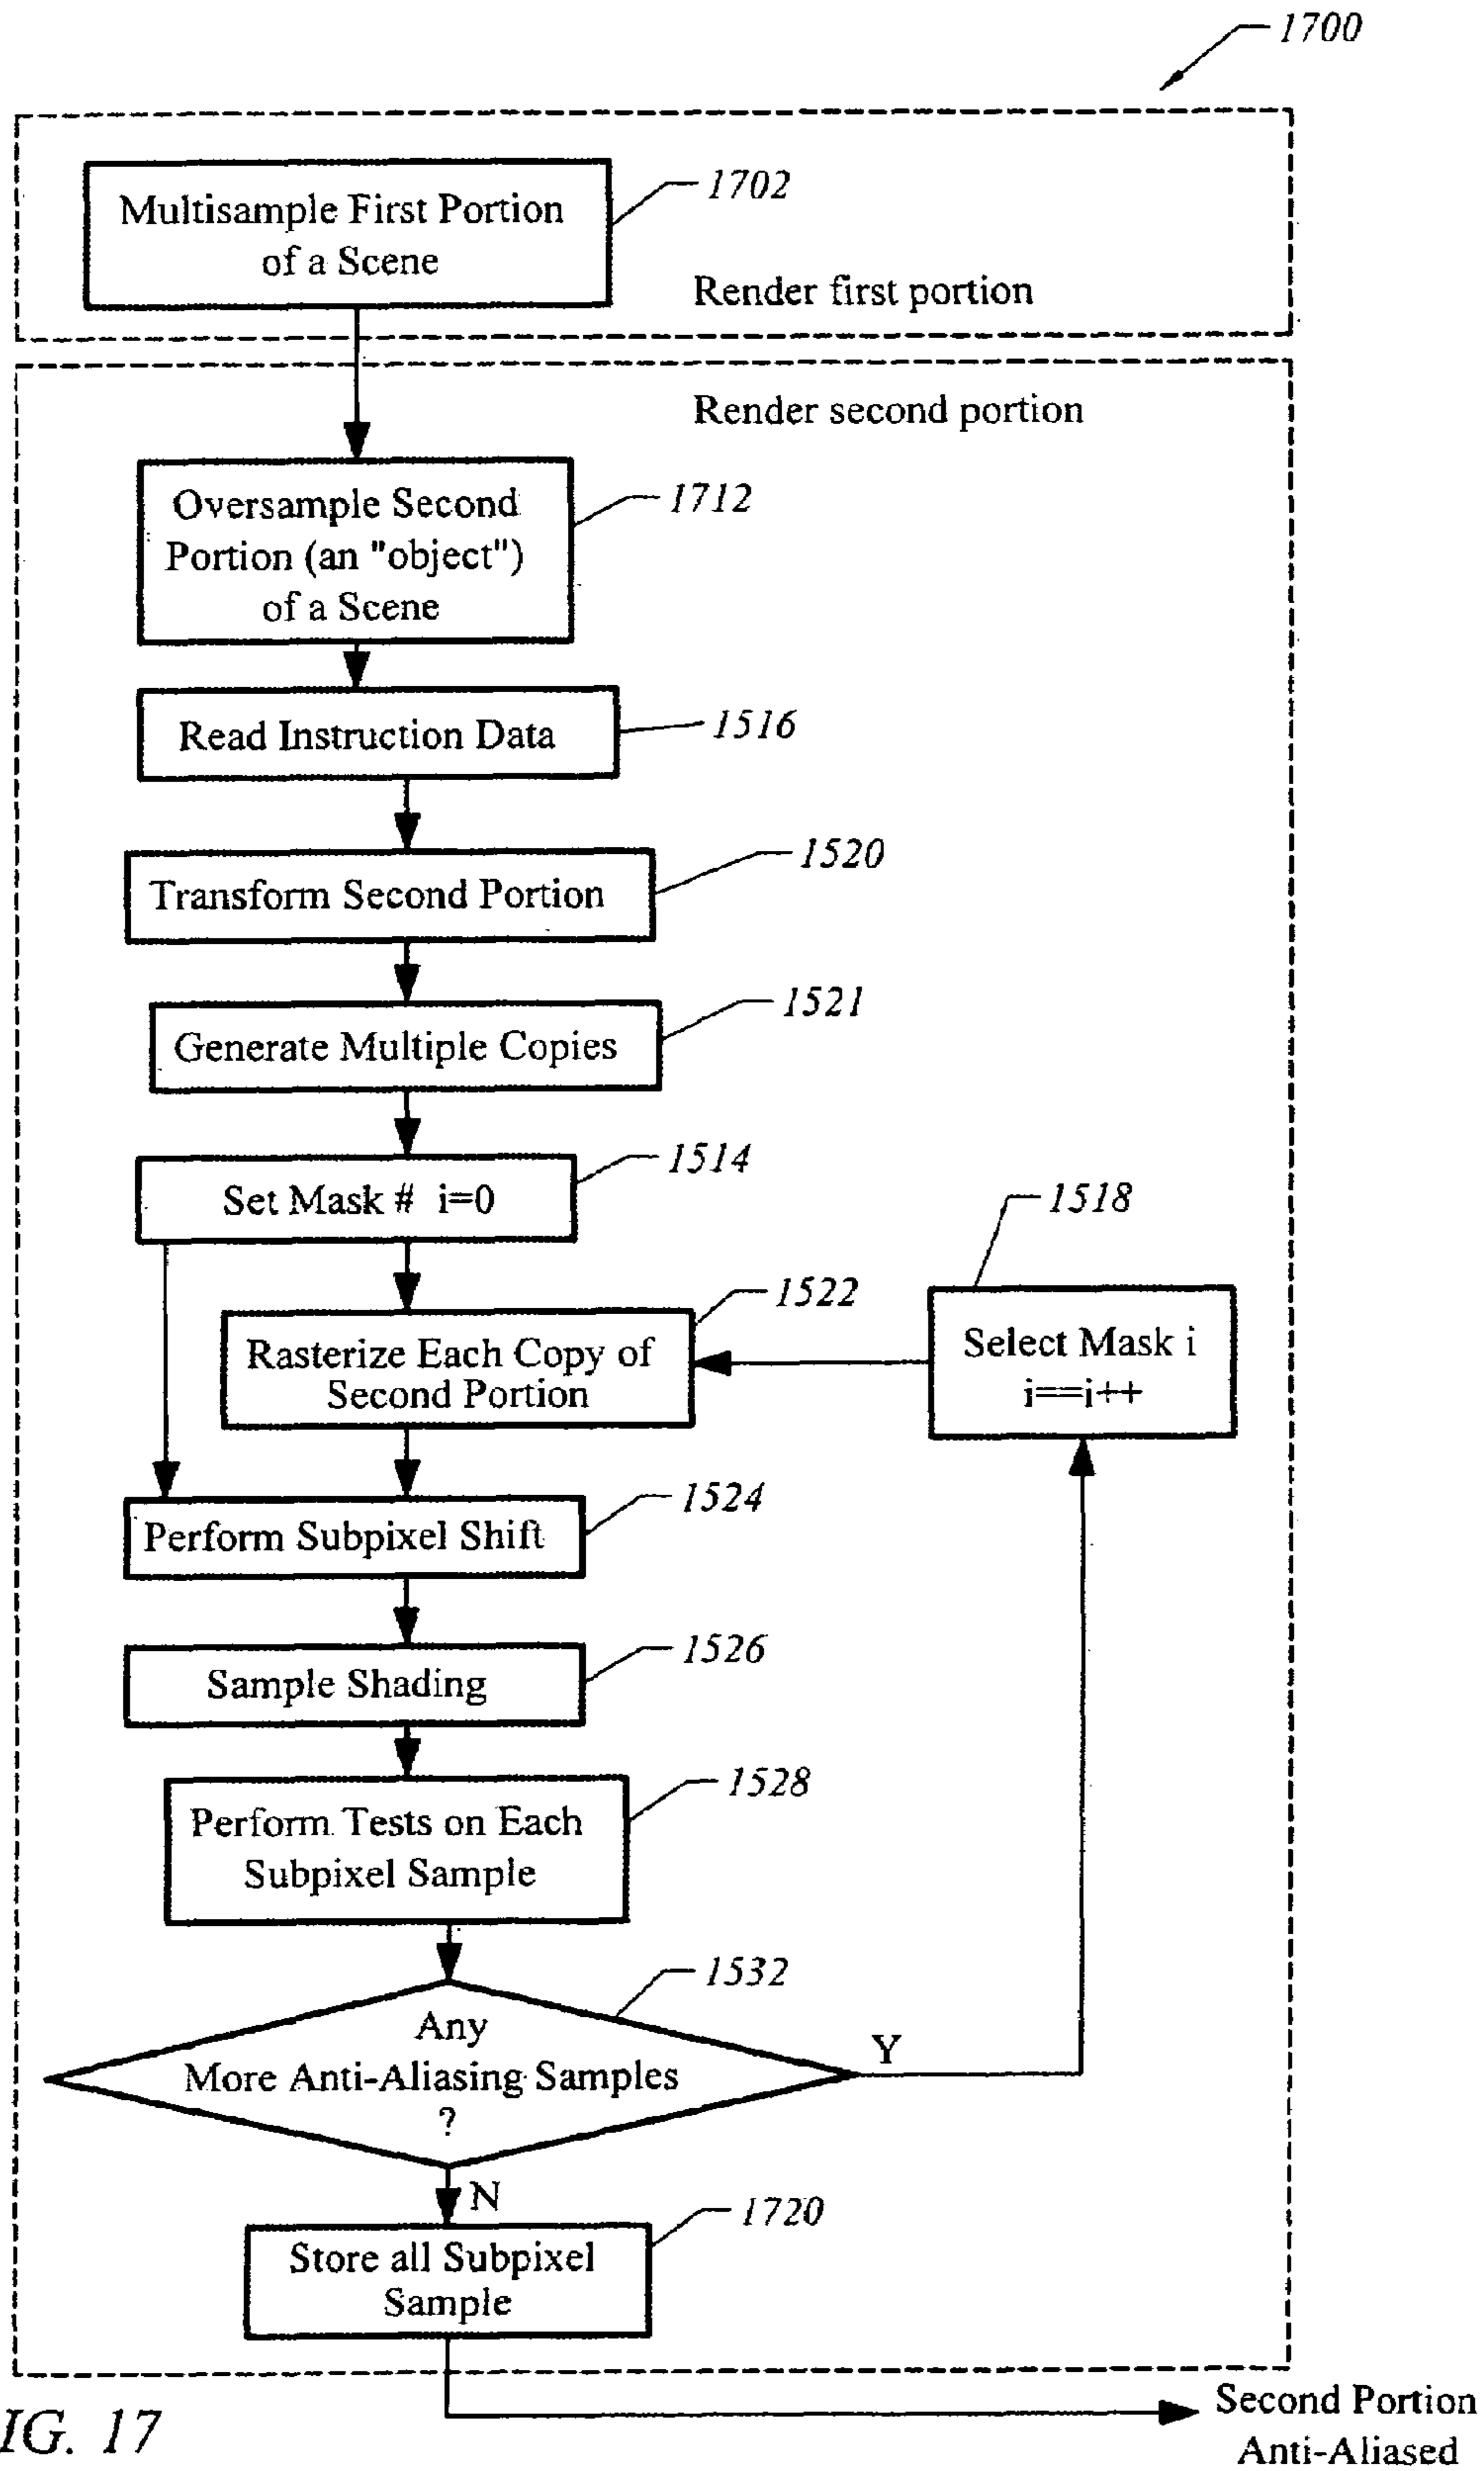 1700
Multisample First Portion
of a Scene
1702
Render first portion
Render second portion
Oversample Second
Portion (an "object")
of a Scene
1712
Read Instruction Data
1516
Transform Second Portion
1520
Generate Multiple Copies
1521
Set Mask # i=0
1514
Rasterize Each Copy of
Second Portion
1522
Select Mask i
i==i++
1518
Perform Subpixel Shift
1524
Sample Shading
1526
Perform Tests on Each
Subpixel Sample
1528
Any
More Anti-Aliasing Samples
?
1532
Y
N
Store all Subpixel
Sample
1720
Second Portion
Anti-Aliased
IG. 17